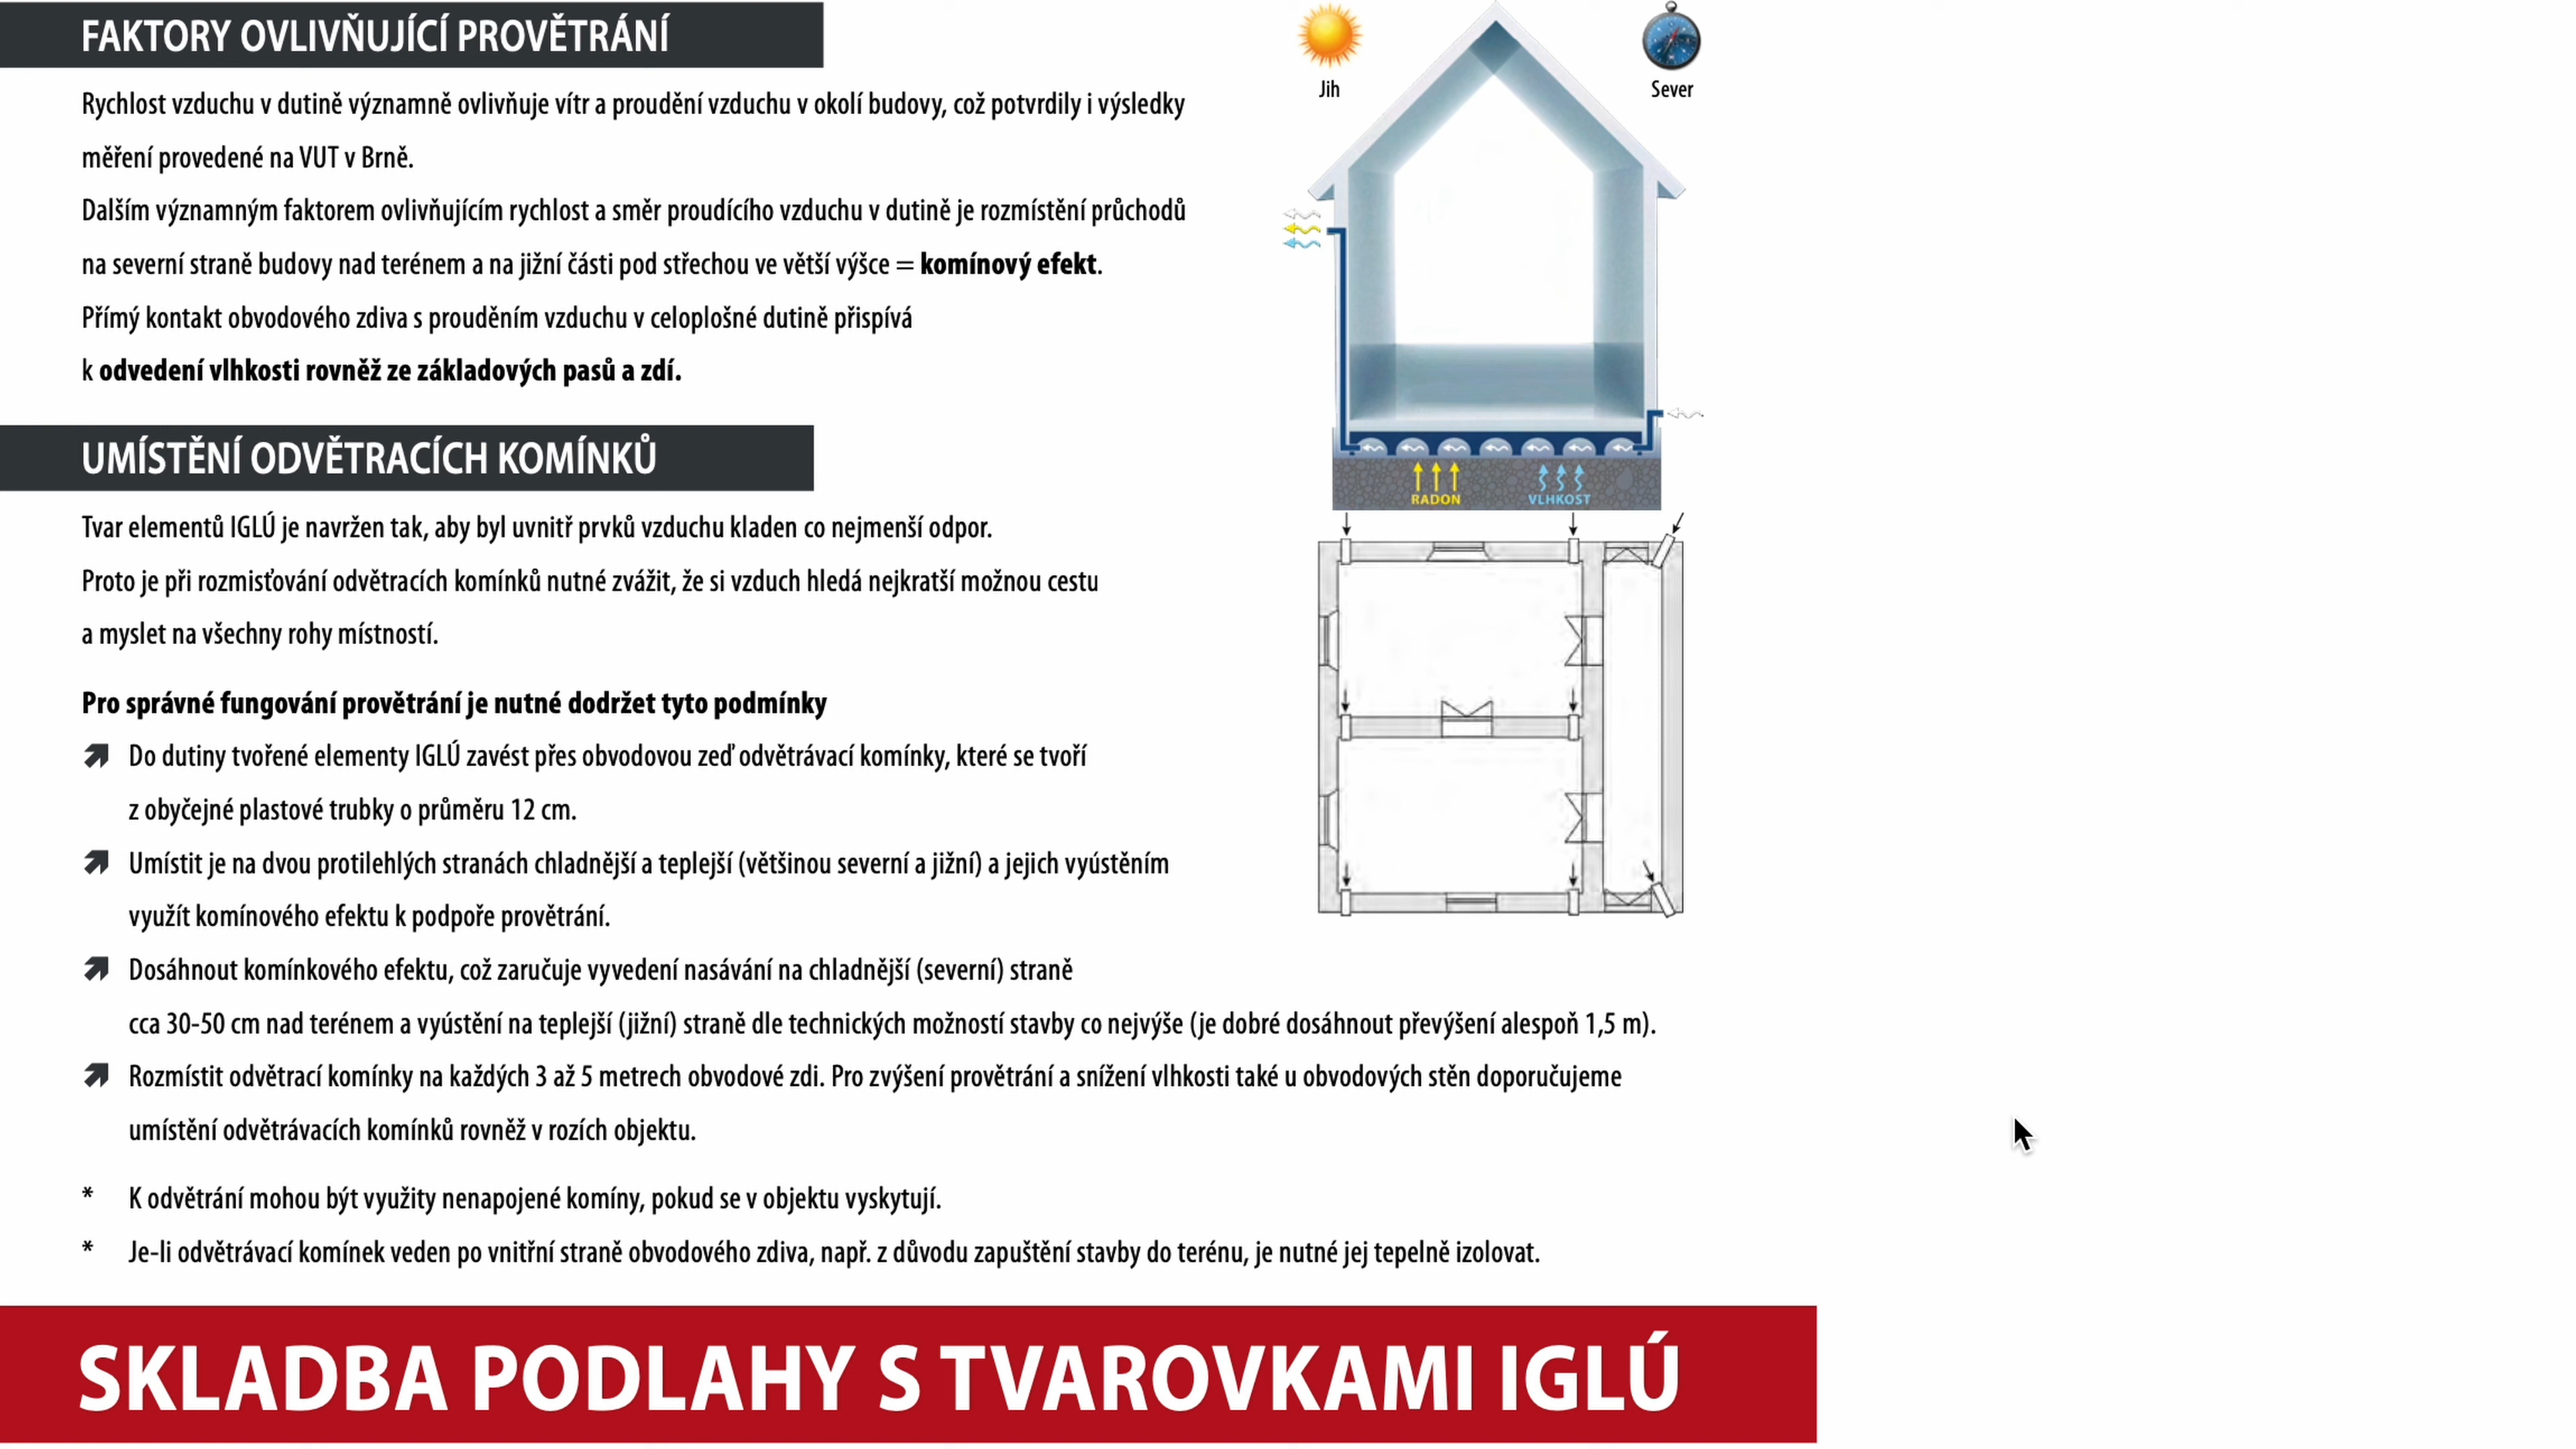 FAKTORY OVLIVŇUJÍCÍ PROVĚTRÁNÍ
Rychlost vzduchu v dutině významně ovlivňuje vítr a proudění vzduchu v okolí budovy, což potvrdily i výsledky
měření provedené na VUT v Brně.
Dalším významným faktorem ovlivňujícím rychlost a směr proudícího vzduchu v dutině je rozmístění průchodů
na severní straně budovy nad terénem a na jižní části pod střechou ve větší výšce = komínový efekt.
Přímý kontakt obvodového zdiva s prouděním vzduchu v celoplošné dutině přispívá
k odvedení vlhkosti rovněž ze základových pasů a zdí.
Jih
Sever
RADON
VLHKOST
UMÍSTĚNÍ ODVĚTRACÍCH KOMÍNKŮ
Tvar elementů IGLÚ je navržen tak, aby byl uvnitř prvků vzduchu kladen co nejmenší odpor.
Proto je při rozmisťování odvětracích komínků nutné zvážit, že si vzduch hledá nejkratší možnou cestu
a myslet na všechny rohy místností.
Pro správné fungování provětrání je nutné dodržet tyto podmínky
Do dutiny tvořené elementy IGLÚ zavést přes obvodovou zeď odvětrávací komínky, které se tvoří
z obyčejné plastové trubky o průměru 12 cm.
Umístit je na dvou protilehlých stranách chladnější a teplejší (většinou severní a jižní) a jejich vyústěním
využít komínového efektu k podpoře provětrání.
Dosáhnout komínkového efektu, což zaručuje vyvedení nasávání na chladnější (severní) straně
cca 30-50 cm nad terénem a vyústění na teplejší (jižní) straně dle technických možností stavby co nejvýše (je dobré dosáhnout převýšení alespoň 1,5 m).
Rozmístit odvětrací komínky na každých 3 až 5 metrech obvodové zdi. Pro zvýšení provětrání a snížení vlhkosti také u obvodových stěn doporučujeme
umístění odvětrávacích komínků rovněž v rozích objektu.
* K odvětrání mohou být využity nenapojené komíny, pokud se v objektu vyskytují.
* Je-li odvětrávací komínek veden po vnitřní straně obvodového zdiva, např. z důvodu zapuštění stavby do terénu, je nutné jej tepelně izolovat.
SKLADBA PODLAHY S TVAROVKAMI IGLÚ